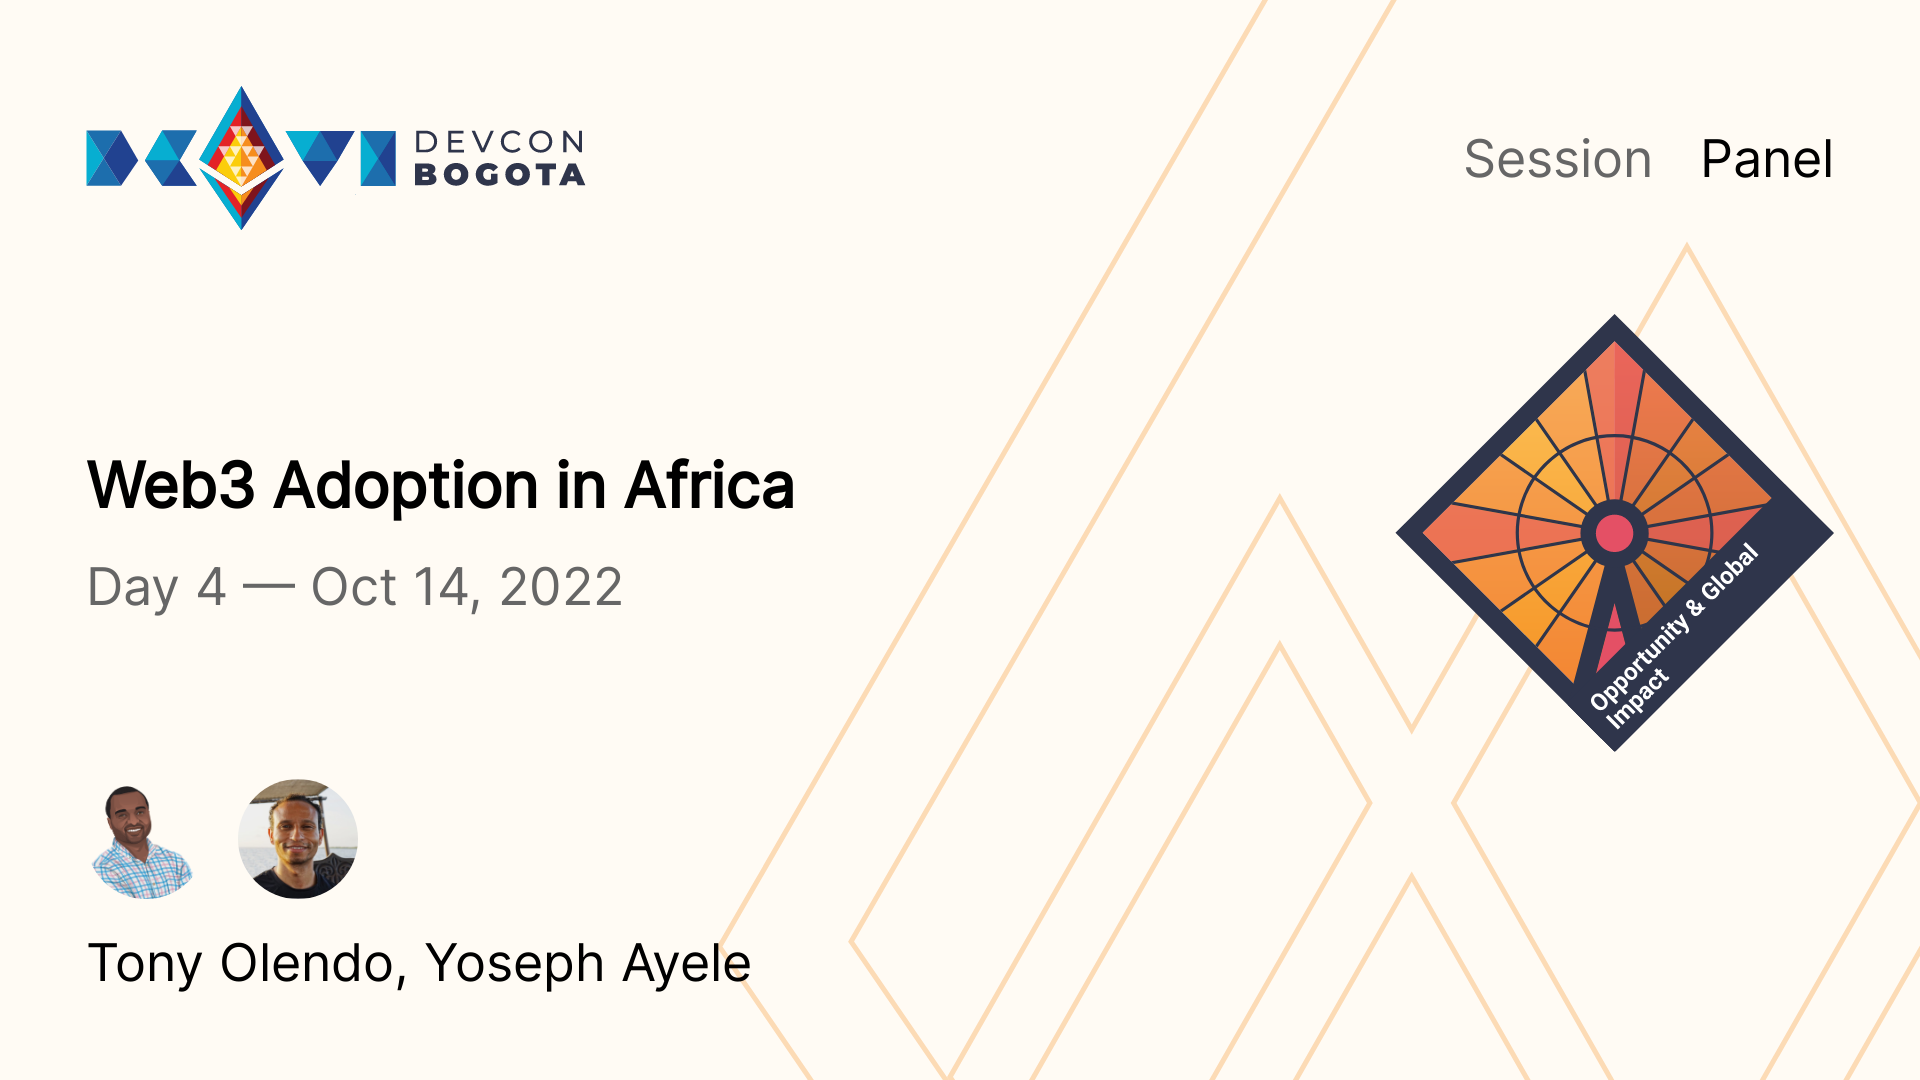 DEVCON
BOGOTA
Session Panel
Web3 Adoption in Africa
Day 4 — Oct 14, 2022
Opportunity & Global
Impact
Tony Olendo, Yoseph Ayele